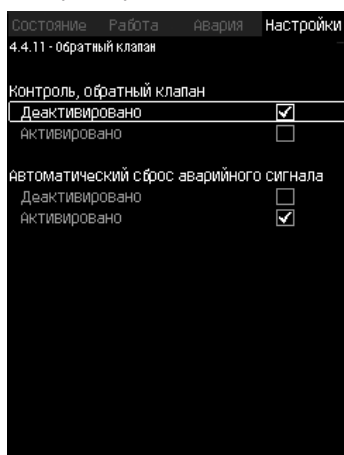 Состояние Работа Авария Настройки
4.4.11 - Обратный клапан
Контроль, обратный клапан
Деактивировано
Активировано
Автоматический сброс аварийного сигнала
Деактивировано
Активировано